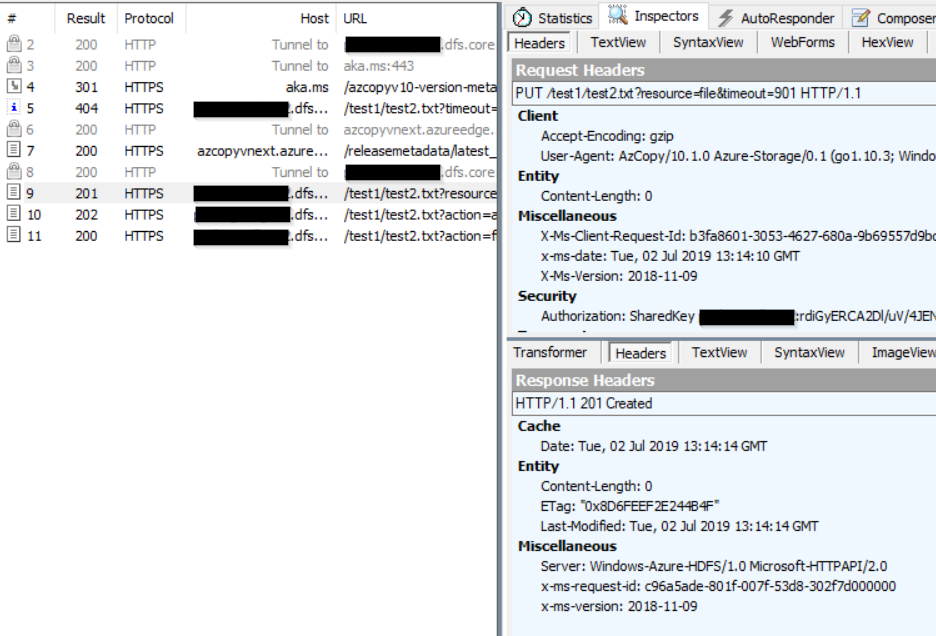 # Result Protocol Host URL
2 200 HTTP Tunnel to .dfs.core
3 200 HTTP Tunnel to aka.ms:443
4 301 HTTPS aka.ms /azcopyv10-version-meta
5 404 HTTPS .dfs... /test1/test2.txt?timeout=
6 200 HTTP Tunnel to azcopyvnext.azureedge.
7 200 HTTPS azcopyvnext.azure... /releasemetadata/latest_
8 200 HTTP Tunnel to .dfs.core
9 201 HTTPS .dfs... /test1/test2.txt?resource
10 202 HTTPS .dfs... /test1/test2.txt?action=a
11 200 HTTPS .dfs... /test1/test2.txt?action=f
Statistics Inspectors AutoResponder Composer
Headers TextView SyntaxView WebForms HexView
Request Headers
PUT /test1/test2.txt?resource=file&timeout=901 HTTP/1.1
Client
Accept-Encoding: gzip
User-Agent: AzCopy/10.1.0 Azure-Storage/0.1 (go1.10.3; Windo
Entity
Content-Length: 0
Miscellaneous
X-Ms-Client-Request-Id: b3fa8601-3053-4627-680a-9b69557d9bc
x-ms-date: Tue, 02 Jul 2019 13:14:10 GMT
X-Ms-Version: 2018-11-09
Security
Authorization: SharedKey :rdiGyERCA2Dl/uV/4JEN
Transformer Headers TextView SyntaxView ImageView
Response Headers
HTTP/1.1 201 Created
Cache
Date: Tue, 02 Jul 2019 13:14:14 GMT
Entity
Content-Length: 0
ETag: "0x8D6FEEF2E244B4F"
Last-Modified: Tue, 02 Jul 2019 13:14:14 GMT
Miscellaneous
Server: Windows-Azure-HDFS/1.0 Microsoft-HTTPAPI/2.0
x-ms-request-id: c96a5ade-801f-007f-53d8-302f7d000000
x-ms-version: 2018-11-09